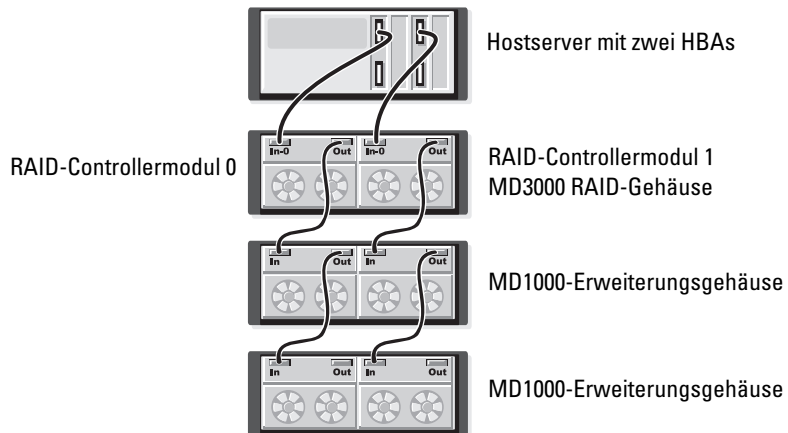 Hostserver mit zwei HBAs
RAID-Controllermodul 0
In-0 Out In-0 Out
RAID-Controllermodul 1
MD3000 RAID-Gehäuse
In Out In Out
MD1000-Erweiterungsgehäuse
In Out In Out
MD1000-Erweiterungsgehäuse